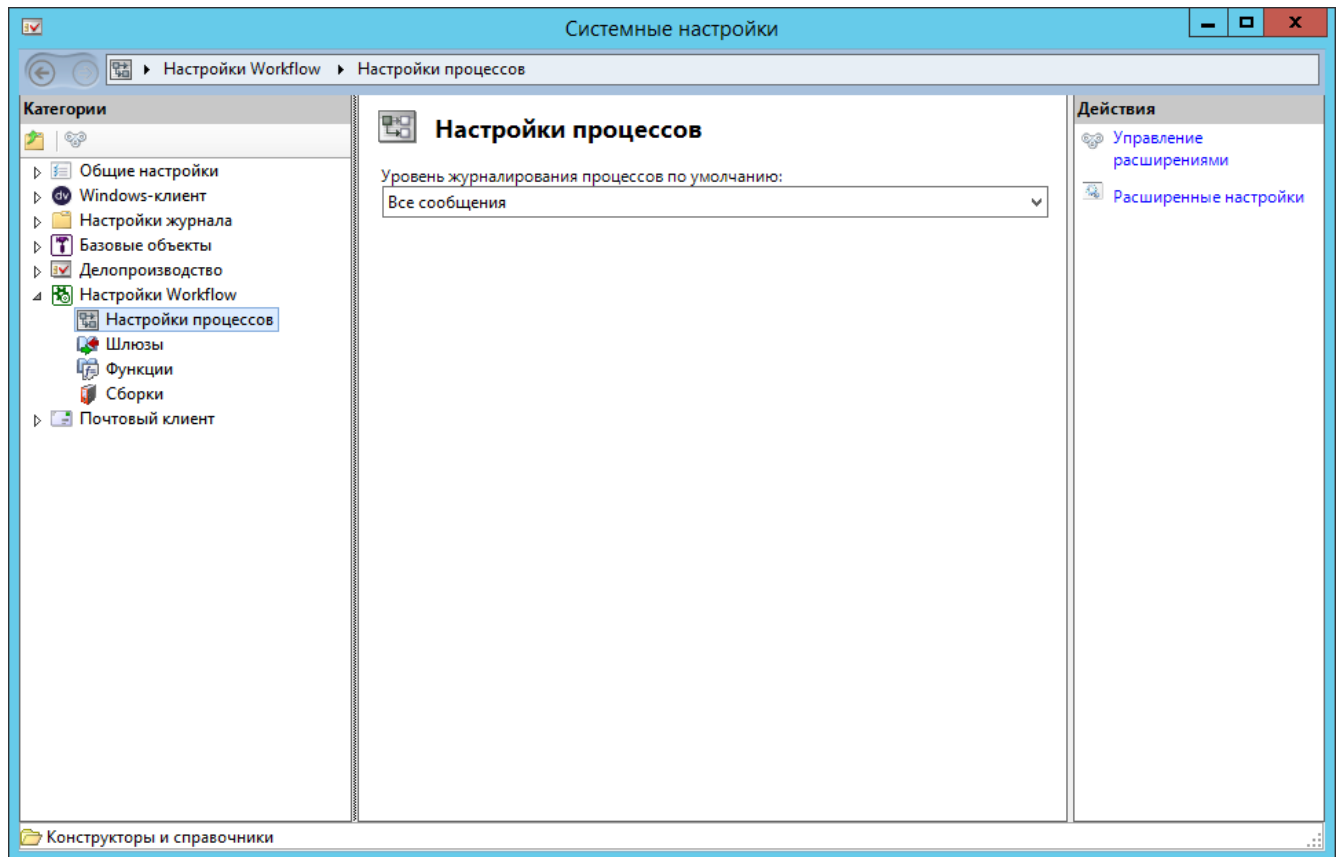 Системные настройки
Настройки Workflow
Настройки процессов
Категории
Общие настройки
Windows-клиент
Настройки журнала
Базовые объекты
Делопроизводство
Настройки Workflow
Настройки процессов
Шлюзы
Функции
Сборки
Почтовый клиент
Настройки процессов
Уровень журналирования процессов по умолчанию:
Все сообщения
Действия
Управление
расширениями
Расширенные настройки
Конструкторы и справочники